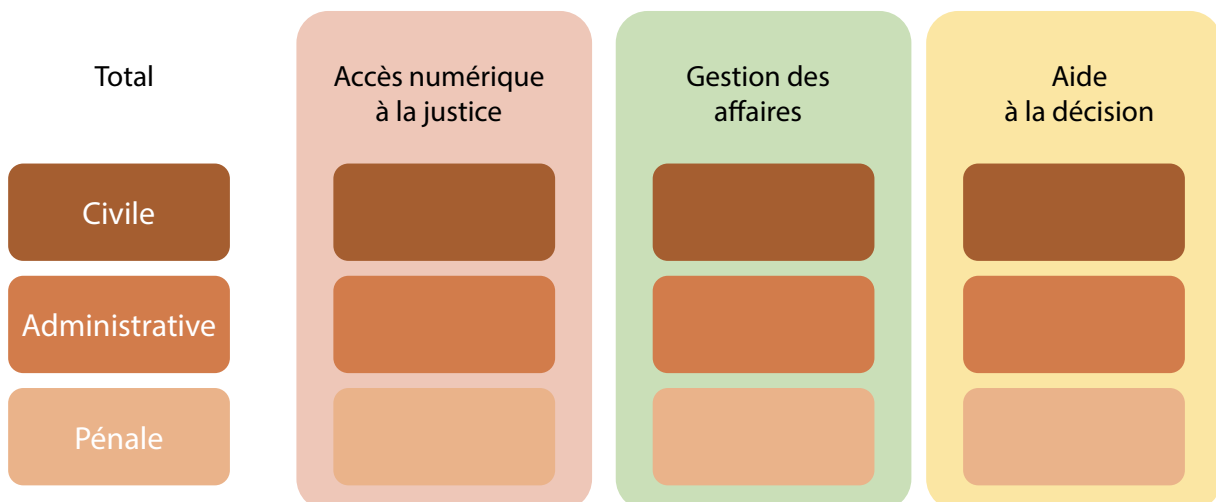 Total
Accès numérique
à la justice
Gestion des
affaires
Aide
à la décision
Civile
Administrative
Pénale